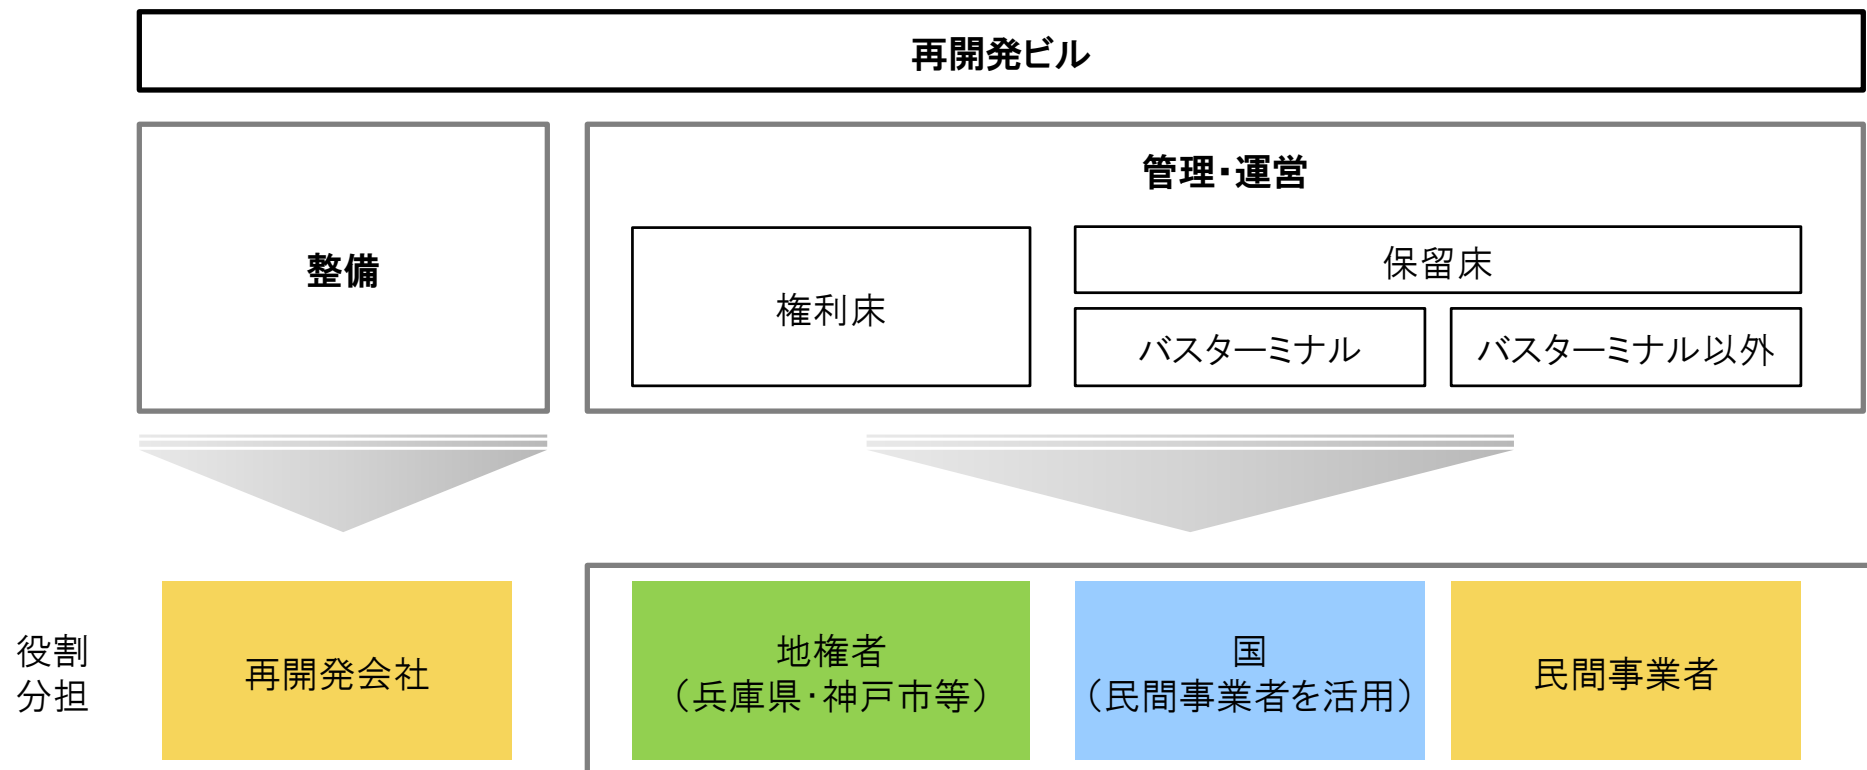 再開発ビル
整備
管理・運営
権利床
保留床
バスターミナル
バスターミナル以外
役割
分担
再開発会社
地権者
（兵庫県・神戸市等）
国
（民間事業者を活用）
民間事業者